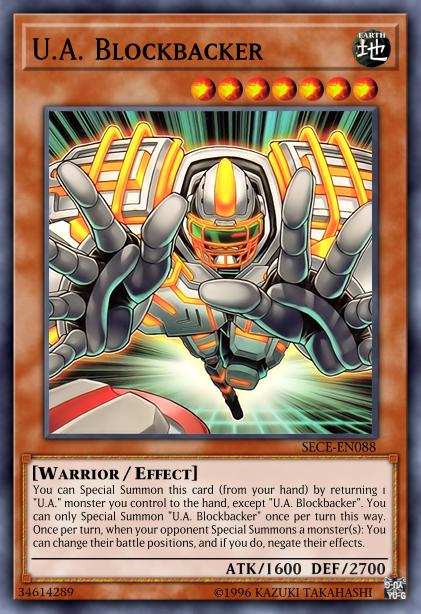 U.A. Blockbacker
EARTH
地
SECE-EN088
[Warrior / Effect]
You can Special Summon this card (from your hand) by returning 1
"U.A." monster you control to the hand, except "U.A. Blockbacker". You
can only Special Summon "U.A. Blockbacker" once per turn this way.
Once per turn, when your opponent Special Summons a monster(s): You
can change their battle positions, and if you do, negate their effects.
ATK/1600 DEF/2700
34614289
©1996 KAZUKI TAKAHASHI